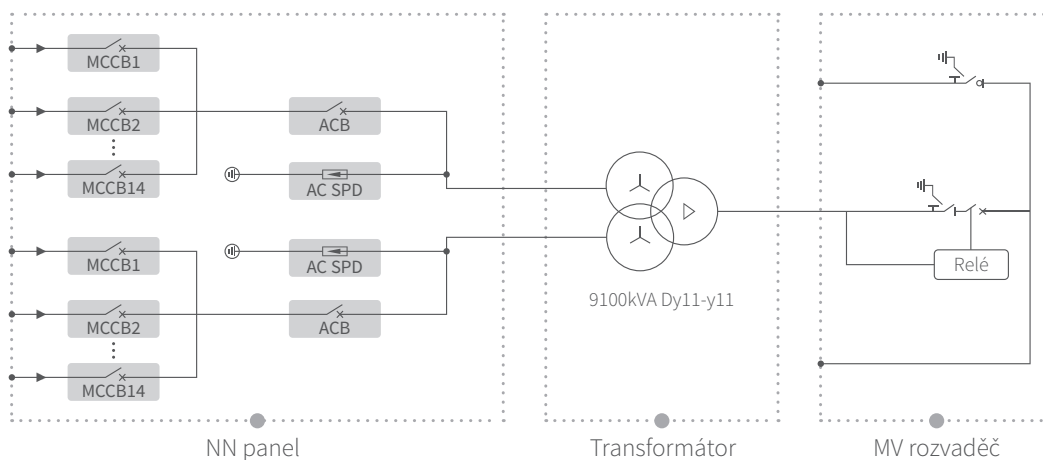 MCCB1
MCCB2
ACB
MCCB14
AC SPD
MCCB1
AC SPD
Relé
MCCB2
ACB
9100kVA Dy11-y11
MCCB14
NN panel
Transformátor
MV rozvaděč